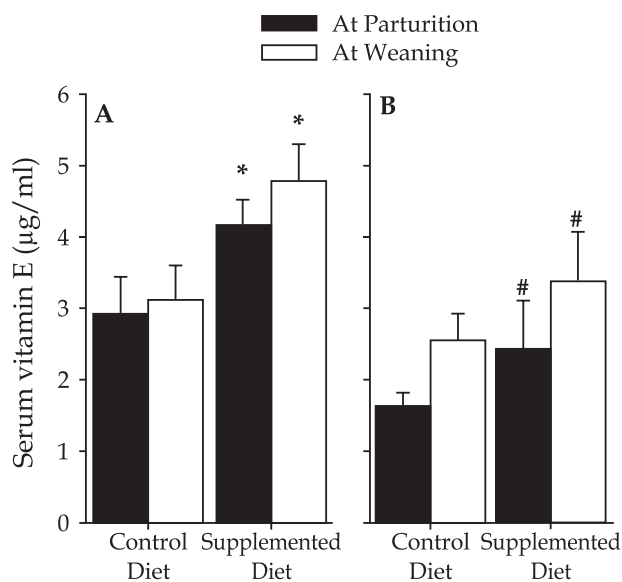 At Parturition
At Weaning
Serum vitamin E (µg/ml)
6
5
4
3
2
1
0
A
*
*
B
#
#
Control Diet
Supplemented Diet
Control Diet
Supplemented Diet